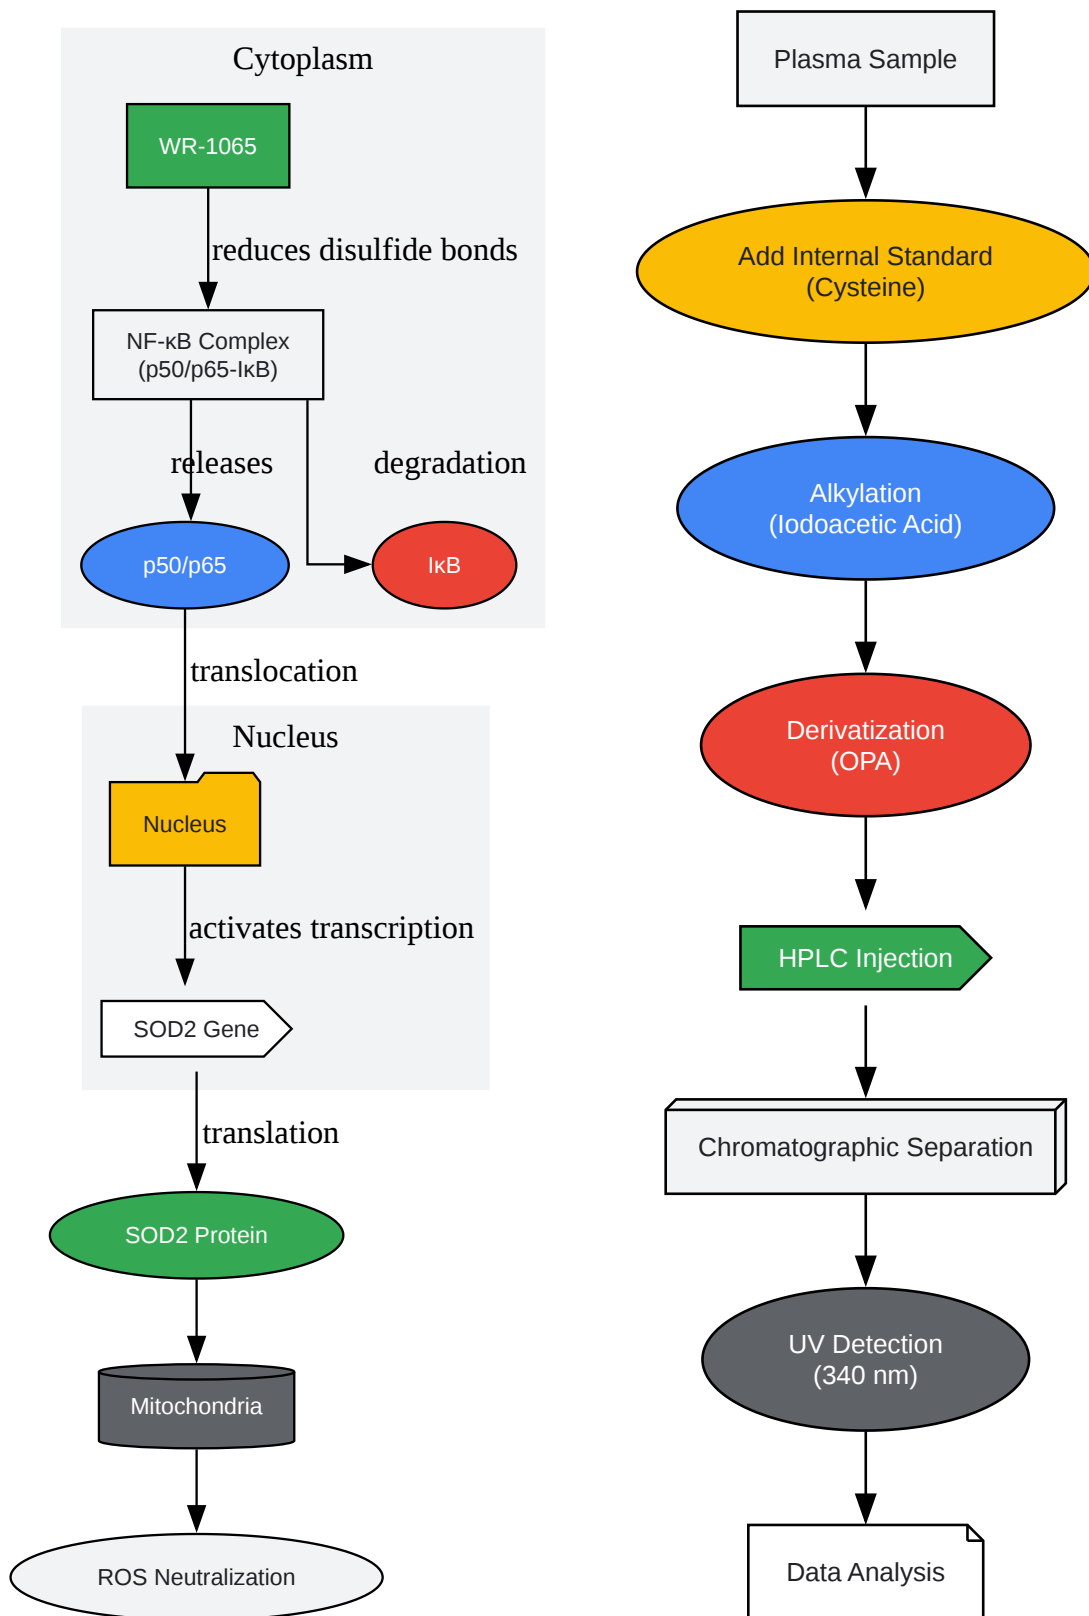 Cytoplasm
WR-1065
reduces disulfide bonds
NF-κB Complex
(p50/p65-IκB)
releases
degradation
p50/p65
IκB
translocation
Nucleus
Nucleus
activates transcription
SOD2 Gene
translation
SOD2 Protein
Mitochondria
ROS Neutralization
Plasma Sample
Add Internal Standard
(Cysteine)
Alkylation
(Iodoacetic Acid)
Derivatization
(OPA)
HPLC Injection
Chromatographic Separation
UV Detection
(340 nm)
Data Analysis